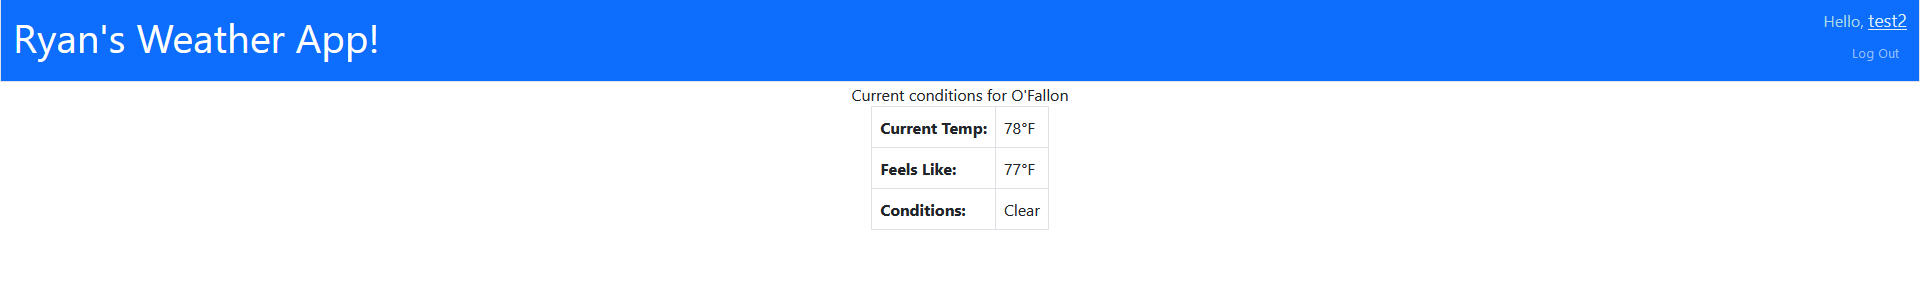 Ryan's Weather App!
Hello, test2
Log Out
Current conditions for O'Fallon
Current Temp: 78°F
Feels Like: 77°F
Conditions: Clear